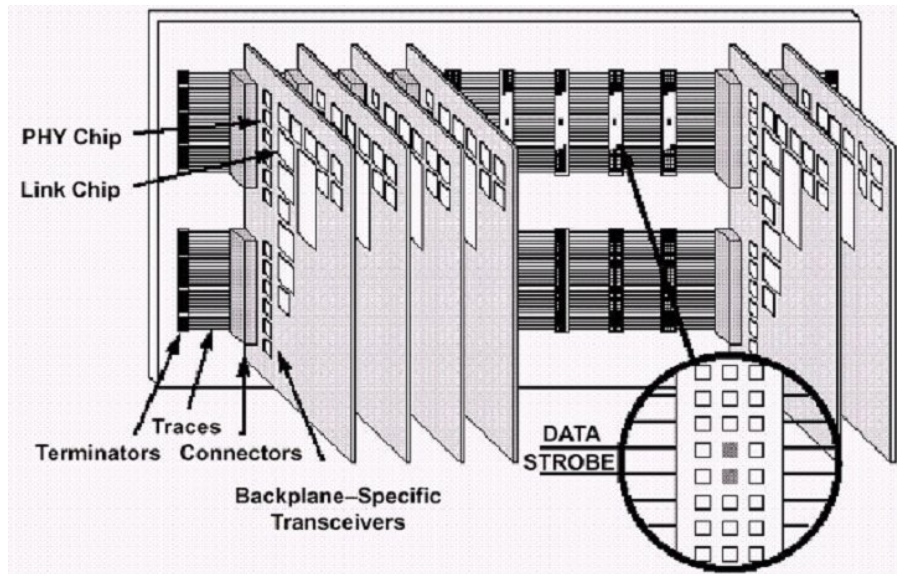 PHY Chip
Link Chip
Traces
Terminators Connectors
Backplane–Specific
Transceivers
DATA
STROBE